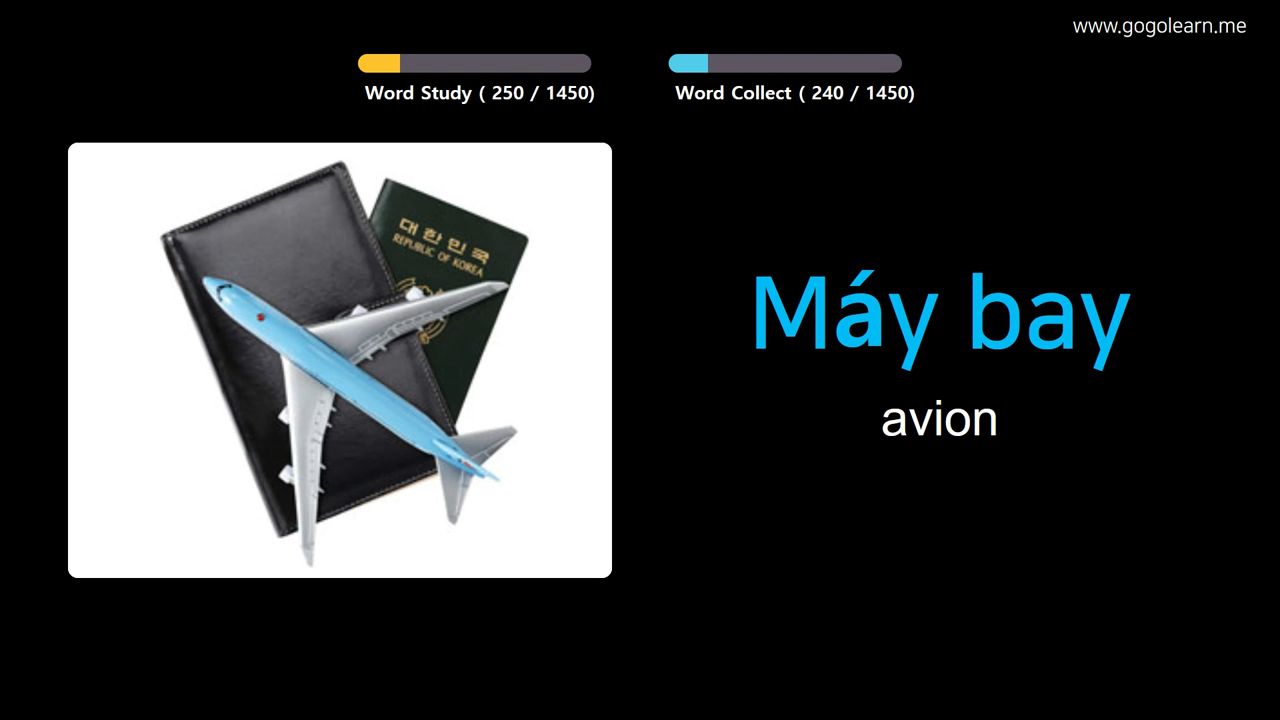 www.gogolearn.me
Word Study ( 250 / 1450)
Word Collect ( 240 / 1450)
대한민국
REPUBLIC OF KOREA
Máy bay
avion